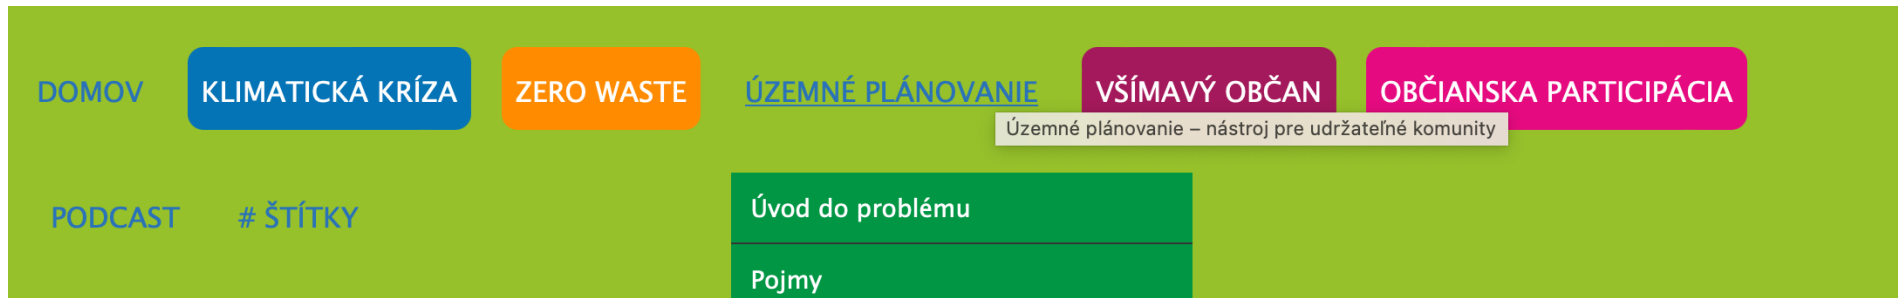 DOMOV KLIMATICKÁ KRÍZA ZERO WASTE ÚZEMNÉ PLÁNOVANIE VŠÍMAVÝ OBČAN OBČIANSKA PARTICIPÁCIA
Územné plánovanie – nástroj pre udržateľné komunity
PODCAST # ŠTÍTKY
Úvod do problému
Pojmy